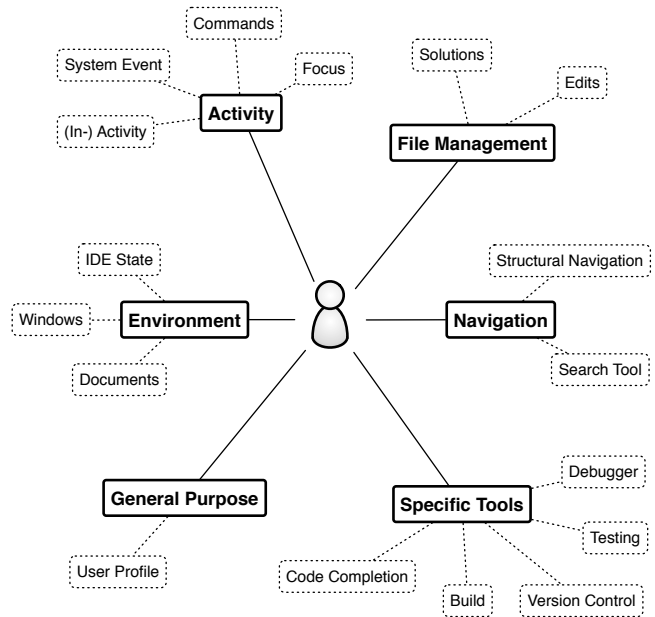 Commands
System Event
Focus
Activity
(In-) Activity
Solutions
Edits
File Management
IDE State
Windows
Environment
Documents
Structural Navigation
Navigation
Search Tool
General Purpose
User Profile
Debugger
Specific Tools
Testing
Code Completion
Build
Version Control